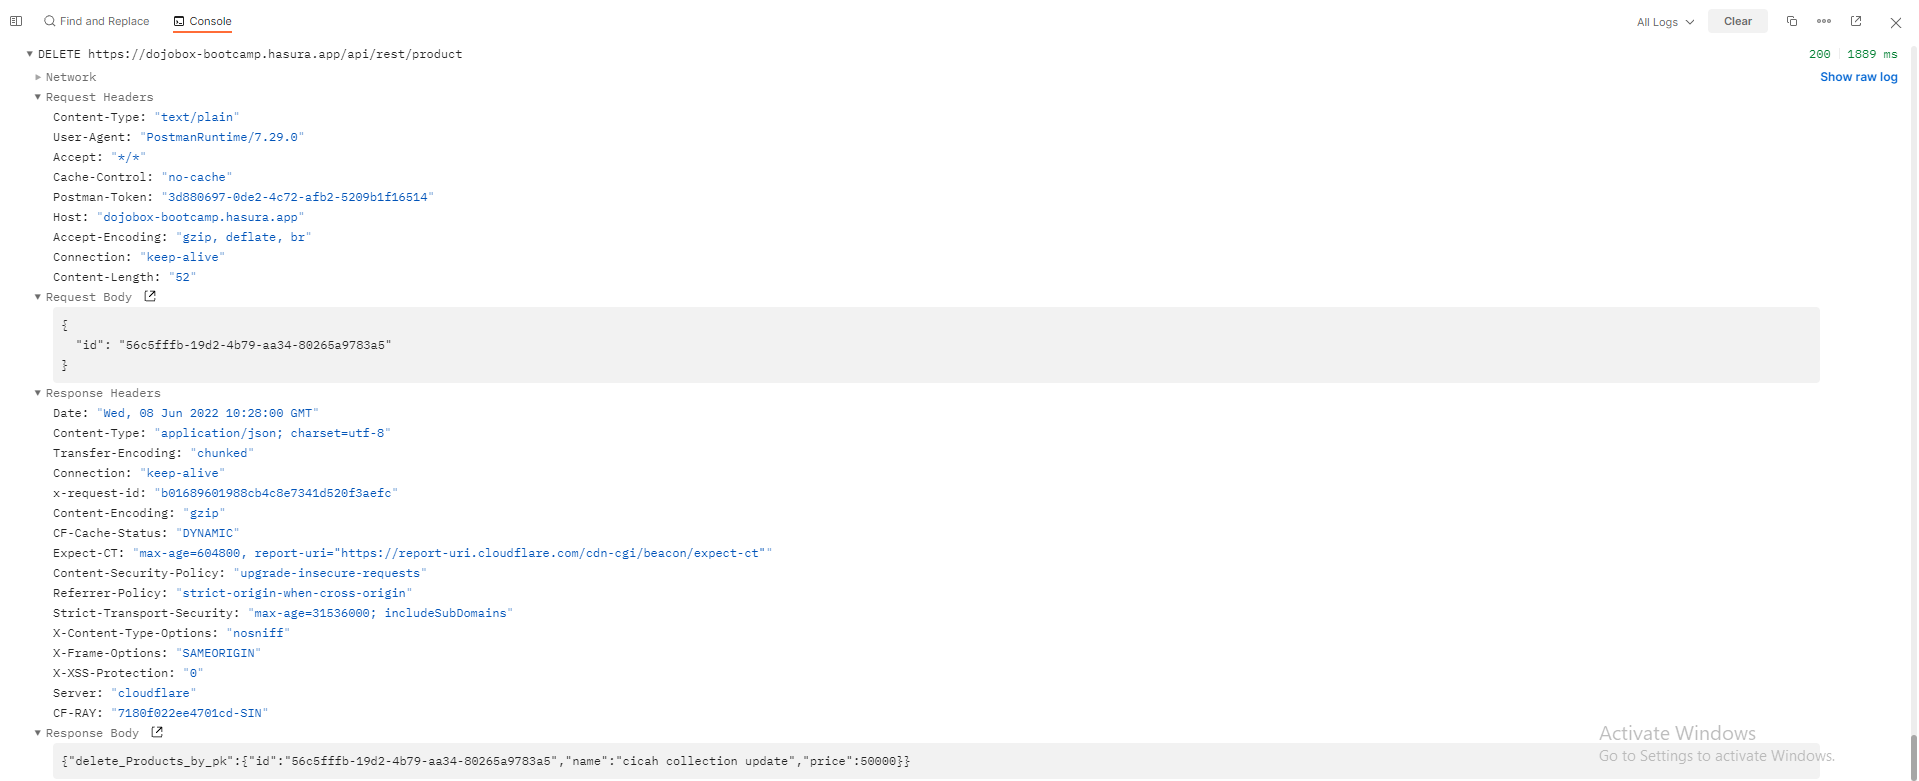 Find and Replace Console All Logs Clear
DELETE https://dojobox-bootcamp.hasura.app/api/rest/product 200 1889 ms
Network Show raw log
Request Headers
Content-Type: "text/plain"
User-Agent: "PostmanRuntime/7.29.0"
Accept: "*/*"
Cache-Control: "no-cache"
Postman-Token: "3d880697-0de2-4c72-afb2-5209b1f16514"
Host: "dojobox-bootcamp.hasura.app"
Accept-Encoding: "gzip, deflate, br"
Connection: "keep-alive"
Content-Length: "52"
Request Body
{
"id": "56c5fffb-19d2-4b79-aa34-80265a9783a5"
}
Response Headers
Date: "Wed, 08 Jun 2022 10:28:00 GMT"
Content-Type: "application/json; charset=utf-8"
Transfer-Encoding: "chunked"
Connection: "keep-alive"
x-request-id: "b01689601988cb4c8e7341d520f3aefc"
Content-Encoding: "gzip"
CF-Cache-Status: "DYNAMIC"
Expect-CT: "max-age=604800, report-uri="https://report-uri.cloudflare.com/cdn-cgi/beacon/expect-ct""
Content-Security-Policy: "upgrade-insecure-requests"
Referrer-Policy: "strict-origin-when-cross-origin"
Strict-Transport-Security: "max-age=31536000; includeSubDomains"
X-Content-Type-Options: "nosniff"
X-Frame-Options: "SAMEORIGIN"
X-XSS-Protection: "0"
Server: "cloudflare"
CF-RAY: "7180f022ee4701cd-SIN"
Response Body
{"delete_Products_by_pk":{"id":"56c5fffb-19d2-4b79-aa34-80265a9783a5","name":"cicah collection update","price":50000}}
Activate Windows
Go to Settings to activate Windows.